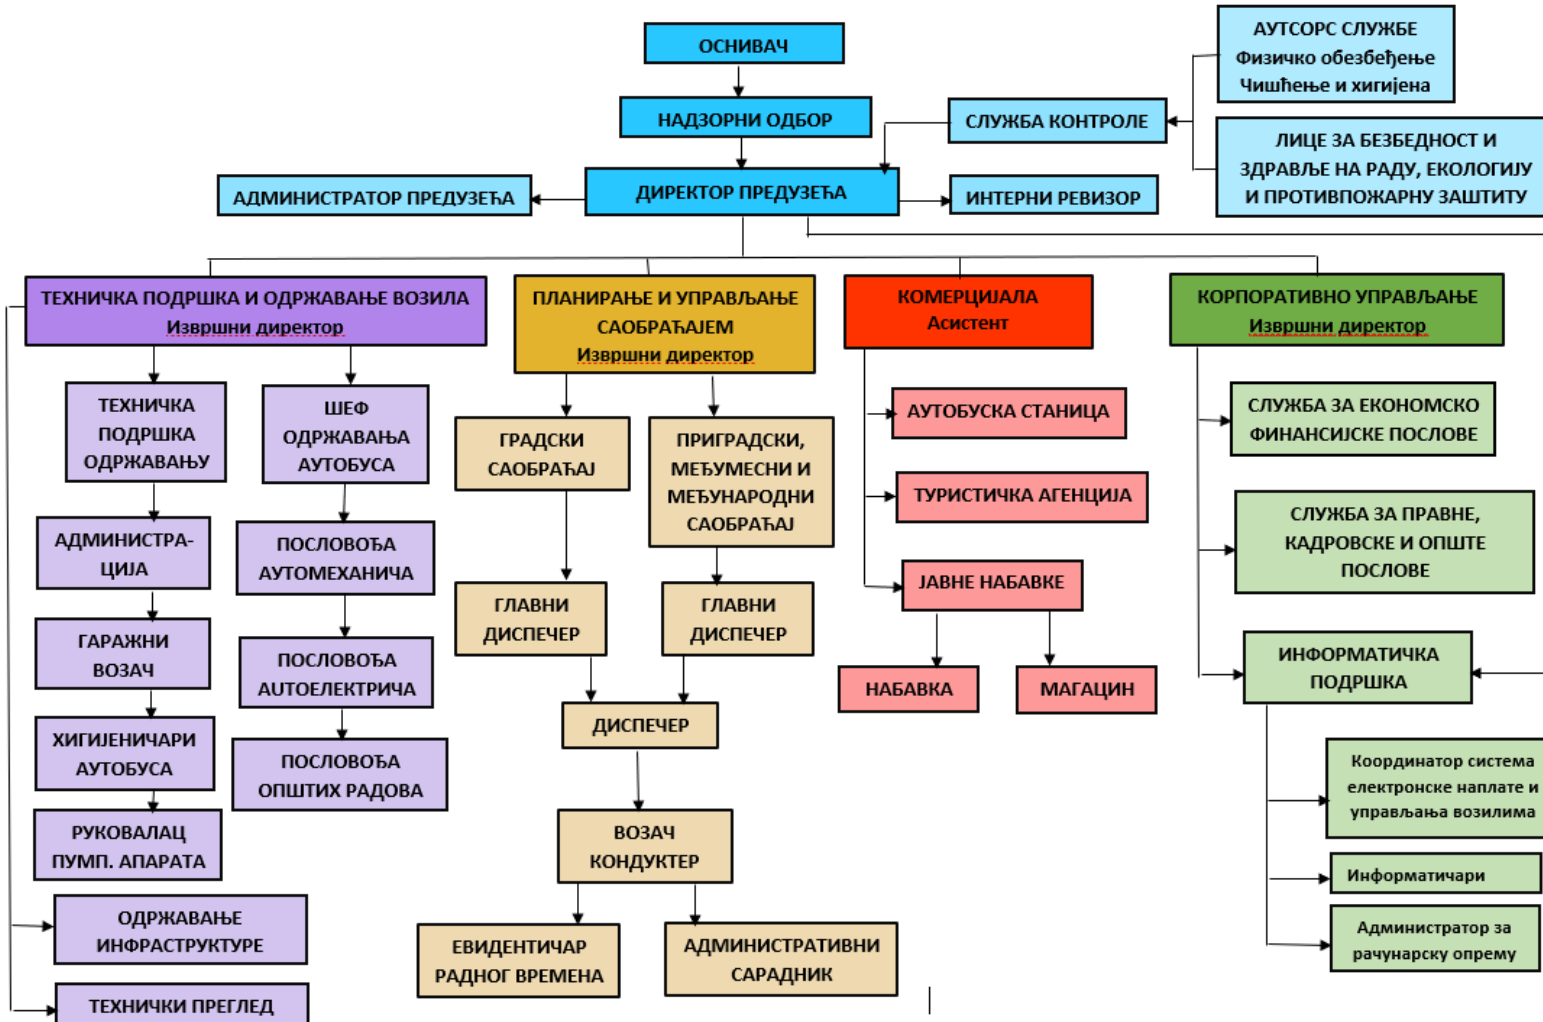 ОСНИВАЧ
НАДЗОРНИ ОДБОР
СЛУЖБА КОНТРОЛЕ
АУТСОРС СЛУЖБЕ
Физичко обезбеђење
Чишћење и хигијена
ЛИЦЕ ЗА БЕЗБЕДНОСТ И
ЗДРАВЉЕ НА РАДУ, ЕКОЛОГИЈУ
И ПРОТИВПОЖАРНУ ЗАШТИТУ
АДМИНИСТРАТОР ПРЕДУЗЕЋА
ДИРЕКТОР ПРЕДУЗЕЋА
ИНТЕРНИ РЕВИЗОР
ТЕХНИЧКА ПОДРШКА И ОДРЖАВАЊЕ ВОЗИЛА
Извршни директор
ТЕХНИЧКА
ПОДРШКА
ОДРЖАВАЊУ
АДМИНИСТРА-
ЦИЈА
ГАРАЖНИ
ВОЗАЧ
ХИГИЈЕНИЧАРИ
АУТОБУСА
РУКОВАЛАЦ
ПУМП. АПАРАТА
ШЕФ
ОДРЖАВАЊА
АУТОБУСА
ПОСЛОВОЂА
АУТОМЕХАНИЧА
ПОСЛОВОЂА
АUТОЕЛЕКТРИЧА
ПОСЛОВОЂА
ОПШТИХ РАДОВА
ОДРЖАВАЊЕ
ИНФРАСТРУКТУРЕ
ТЕХНИЧКИ ПРЕГЛЕД
ПЛАНИРАЊЕ И УПРАВЉАЊЕ
САОБРАЋАЈЕМ
Извршни директор
ГРАДСКИ
САОБРАЋАЈ
ПРИГРАДСКИ,
МЕЂУМЕСНИ И
МЕЂУНАРОДНИ
САОБРАЋАЈ
ГЛАВНИ
ДИСПЕЧЕР
ГЛАВНИ
ДИСПЕЧЕР
ДИСПЕЧЕР
ВОЗАЧ
КОНДУКТЕР
ЕВИДЕНТИЧАР
РАДНОГ ВРЕМЕНА
АДМИНИСТРАТИВНИ
САРАДНИК
КОМЕРЦИЈАЛА
Асистент
АУТОБУСКА СТАНИЦА
ТУРИСТИЧКА АГЕНЦИЈА
ЈАВНЕ НАБАВКЕ
НАБАВКА
МАГАЦИН
КОРПОРАТИВНО УПРАВЉАЊЕ
Извршни директор
СЛУЖБА ЗА ЕКОНОМСКО
ФИНАНСИЈСКЕ ПОСЛОВЕ
СЛУЖБА ЗА ПРАВНЕ,
КАДРОВСКЕ И ОПШТЕ
ПОСЛОВЕ
ИНФОРМАТИЧКА
ПОДРШКА
Координатор система
електронске наплате и
управљања возилима
Информатичари
Администратор за
рачунарску опрему